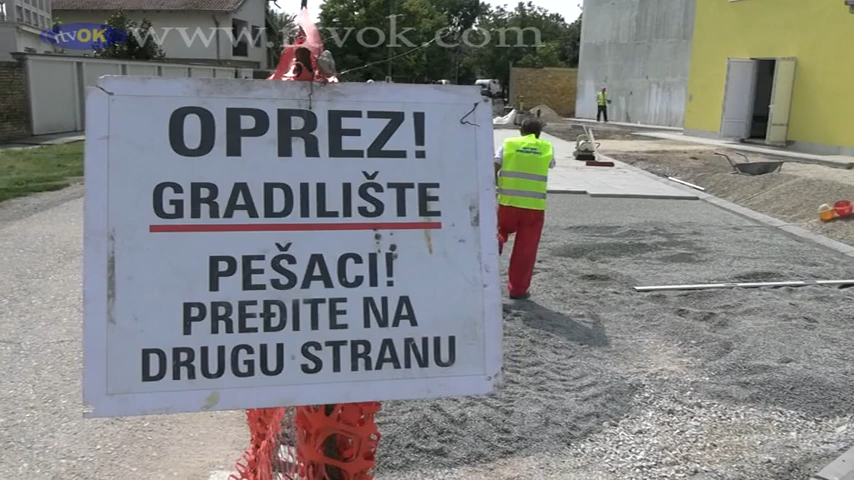 rtvOK
www.rtvok.com
OPREZ!
GRADILIŠTE
PEŠACI!
PREĐITE NA
DRUGU STRANU